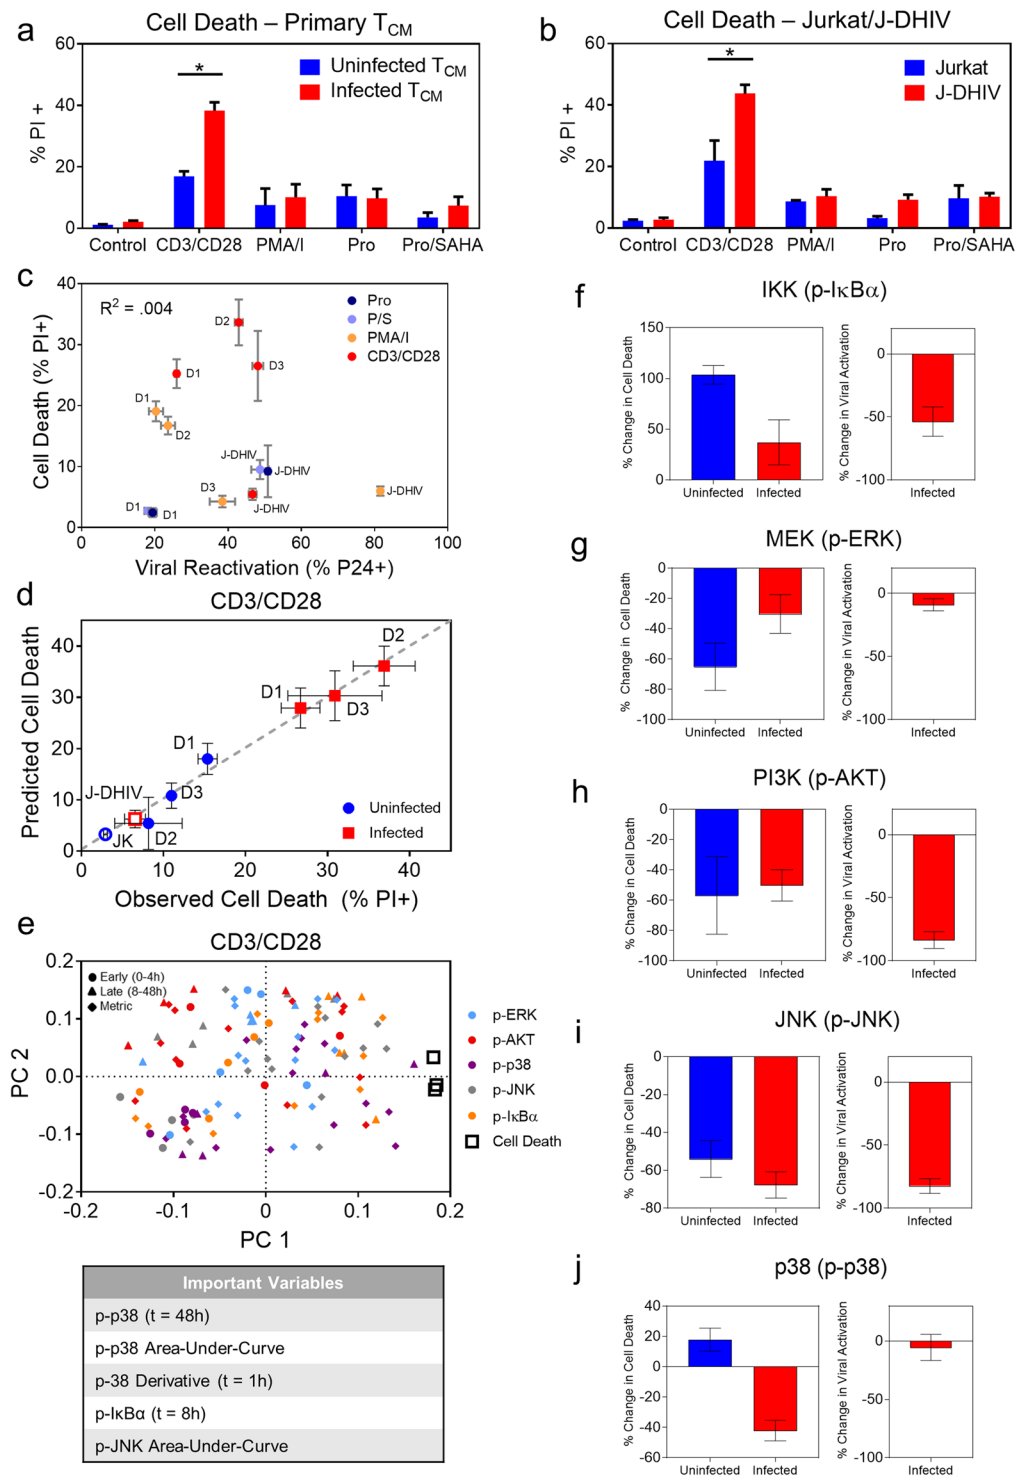 a
Cell Death – Primary TCM
60
40
20
0
% PI +
*
Uninfected TCM
Infected TCM
Control
CD3/CD28
PMA/I
Pro
Pro/SAHA
b
Cell Death – Jurkat/J-DHIV
60
40
20
0
% PI +
*
Jurkat
J-DHIV
Control
CD3/CD28
PMA/I
Pro
Pro/SAHA
c
R2 = .004
40
30
20
10
0
Cell Death (% PI+)
Pro
P/S
PMA/I
CD3/CD28
D2
D3
D1
D1
D2
J-DHIV
J-DHIV
D3
J-DHIV
J-DHIV
D1
D1
0
20
40
60
80
100
Viral Reactivation (% P24+)
d
CD3/CD28
40
30
20
10
0
Predicted Cell Death
D2
D1
D3
D1
J-DHIV
D3
JK
D2
Uninfected
Infected
0
10
20
30
40
Observed Cell Death (% PI+)
e
CD3/CD28
0.2
0.1
0.0
-0.1
-0.2
PC 2
Early (0-4h)
Late (8-48h)
Metric
p-ERK
p-AKT
p-p38
p-JNK
p-IκBα
Cell Death
-0.2
-0.1
0
0.1
0.2
PC 1
Important Variables
p-p38 (t = 48h)
p-p38 Area-Under-Curve
p-38 Derivative (t = 1h)
p-IκBα (t = 8h)
p-JNK Area-Under-Curve
f
IKK (p-IκBα)
150
100
50
0
% Change in Cell Death
Uninfected
Infected
0
-50
-100
% Change in Viral Activation
Infected
g
MEK (p-ERK)
0
-20
-40
-60
-80
-100
% Change in Cell Death
Uninfected
Infected
0
-50
-100
% Change in Viral Activation
Infected
h
PI3K (p-AKT)
0
-20
-40
-60
-80
-100
% Change in Cell Death
Uninfected
Infected
0
-50
-100
% Change in Viral Activation
Infected
i
JNK (p-JNK)
0
-20
-40
-60
-80
% Change in Cell Death
Uninfected
Infected
0
-50
-100
% Change in Viral Activation
Infected
j
p38 (p-p38)
40
20
0
-20
-40
-60
% Change in Cell Death
Uninfected
Infected
0
-50
-100
% Change in Viral Activation
Infected